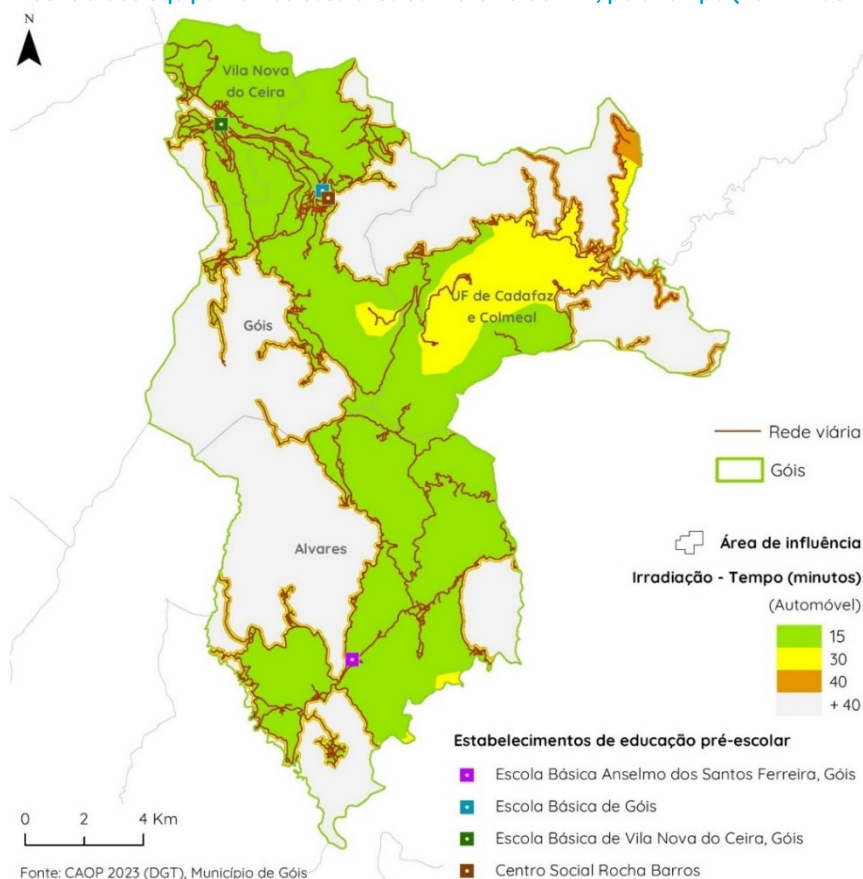 N
Vila Nova
do Ceira
UF de Cadafaz
e Colmeal
Góis
Alvares
Rede viária
Góis
Área de influência
Irradiação - Tempo (minutos)
(Automóvel)
15
30
40
+ 40
Estabelecimentos de educação pré-escolar
Escola Básica Anselmo dos Santos Ferreira, Góis
Escola Básica de Góis
Escola Básica de Vila Nova do Ceira, Góis
Centro Social Rocha Barros
0 4 Km
Fonte: CAOP 2023 (DGT), Município de Góis